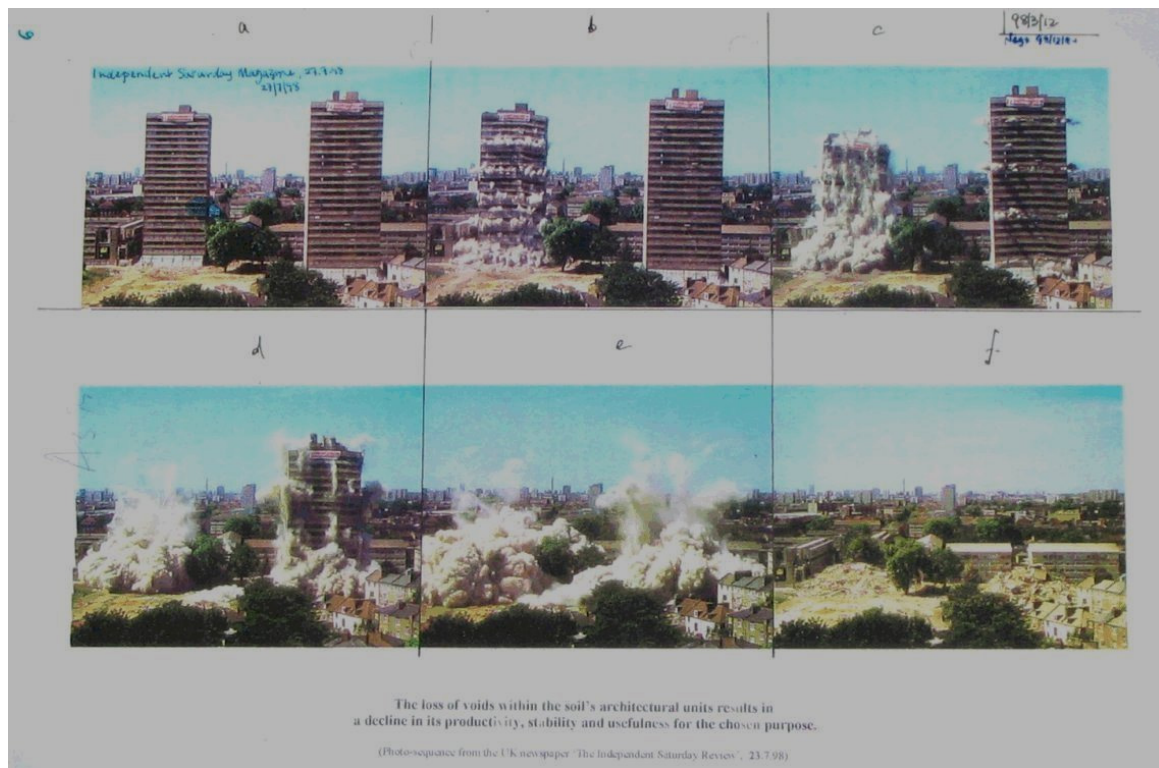 6
a
b
c
98/3/12
Independent Saturday Magazine, 27.7.98
d
e
f
The loss of voids within the soil's architectural units results in
a decline in its productivity, stability and usefulness for the chosen purpose.
(Photo-sequence from the UK newspaper 'The Independent Saturday Review', 23.7.98)